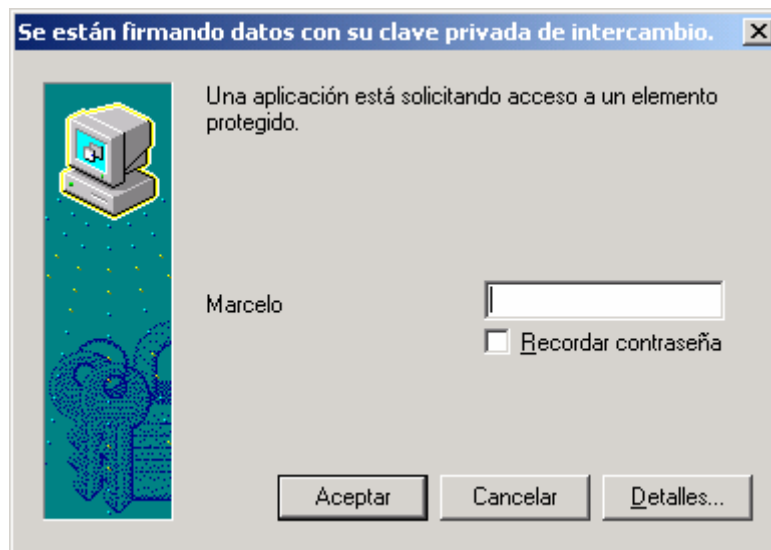 Se están firmando datos con su clave privada de intercambio.
Una aplicación está solicitando acceso a un elemento
protegido.
Marcelo
Recordar contraseña
Aceptar Cancelar Detalles...